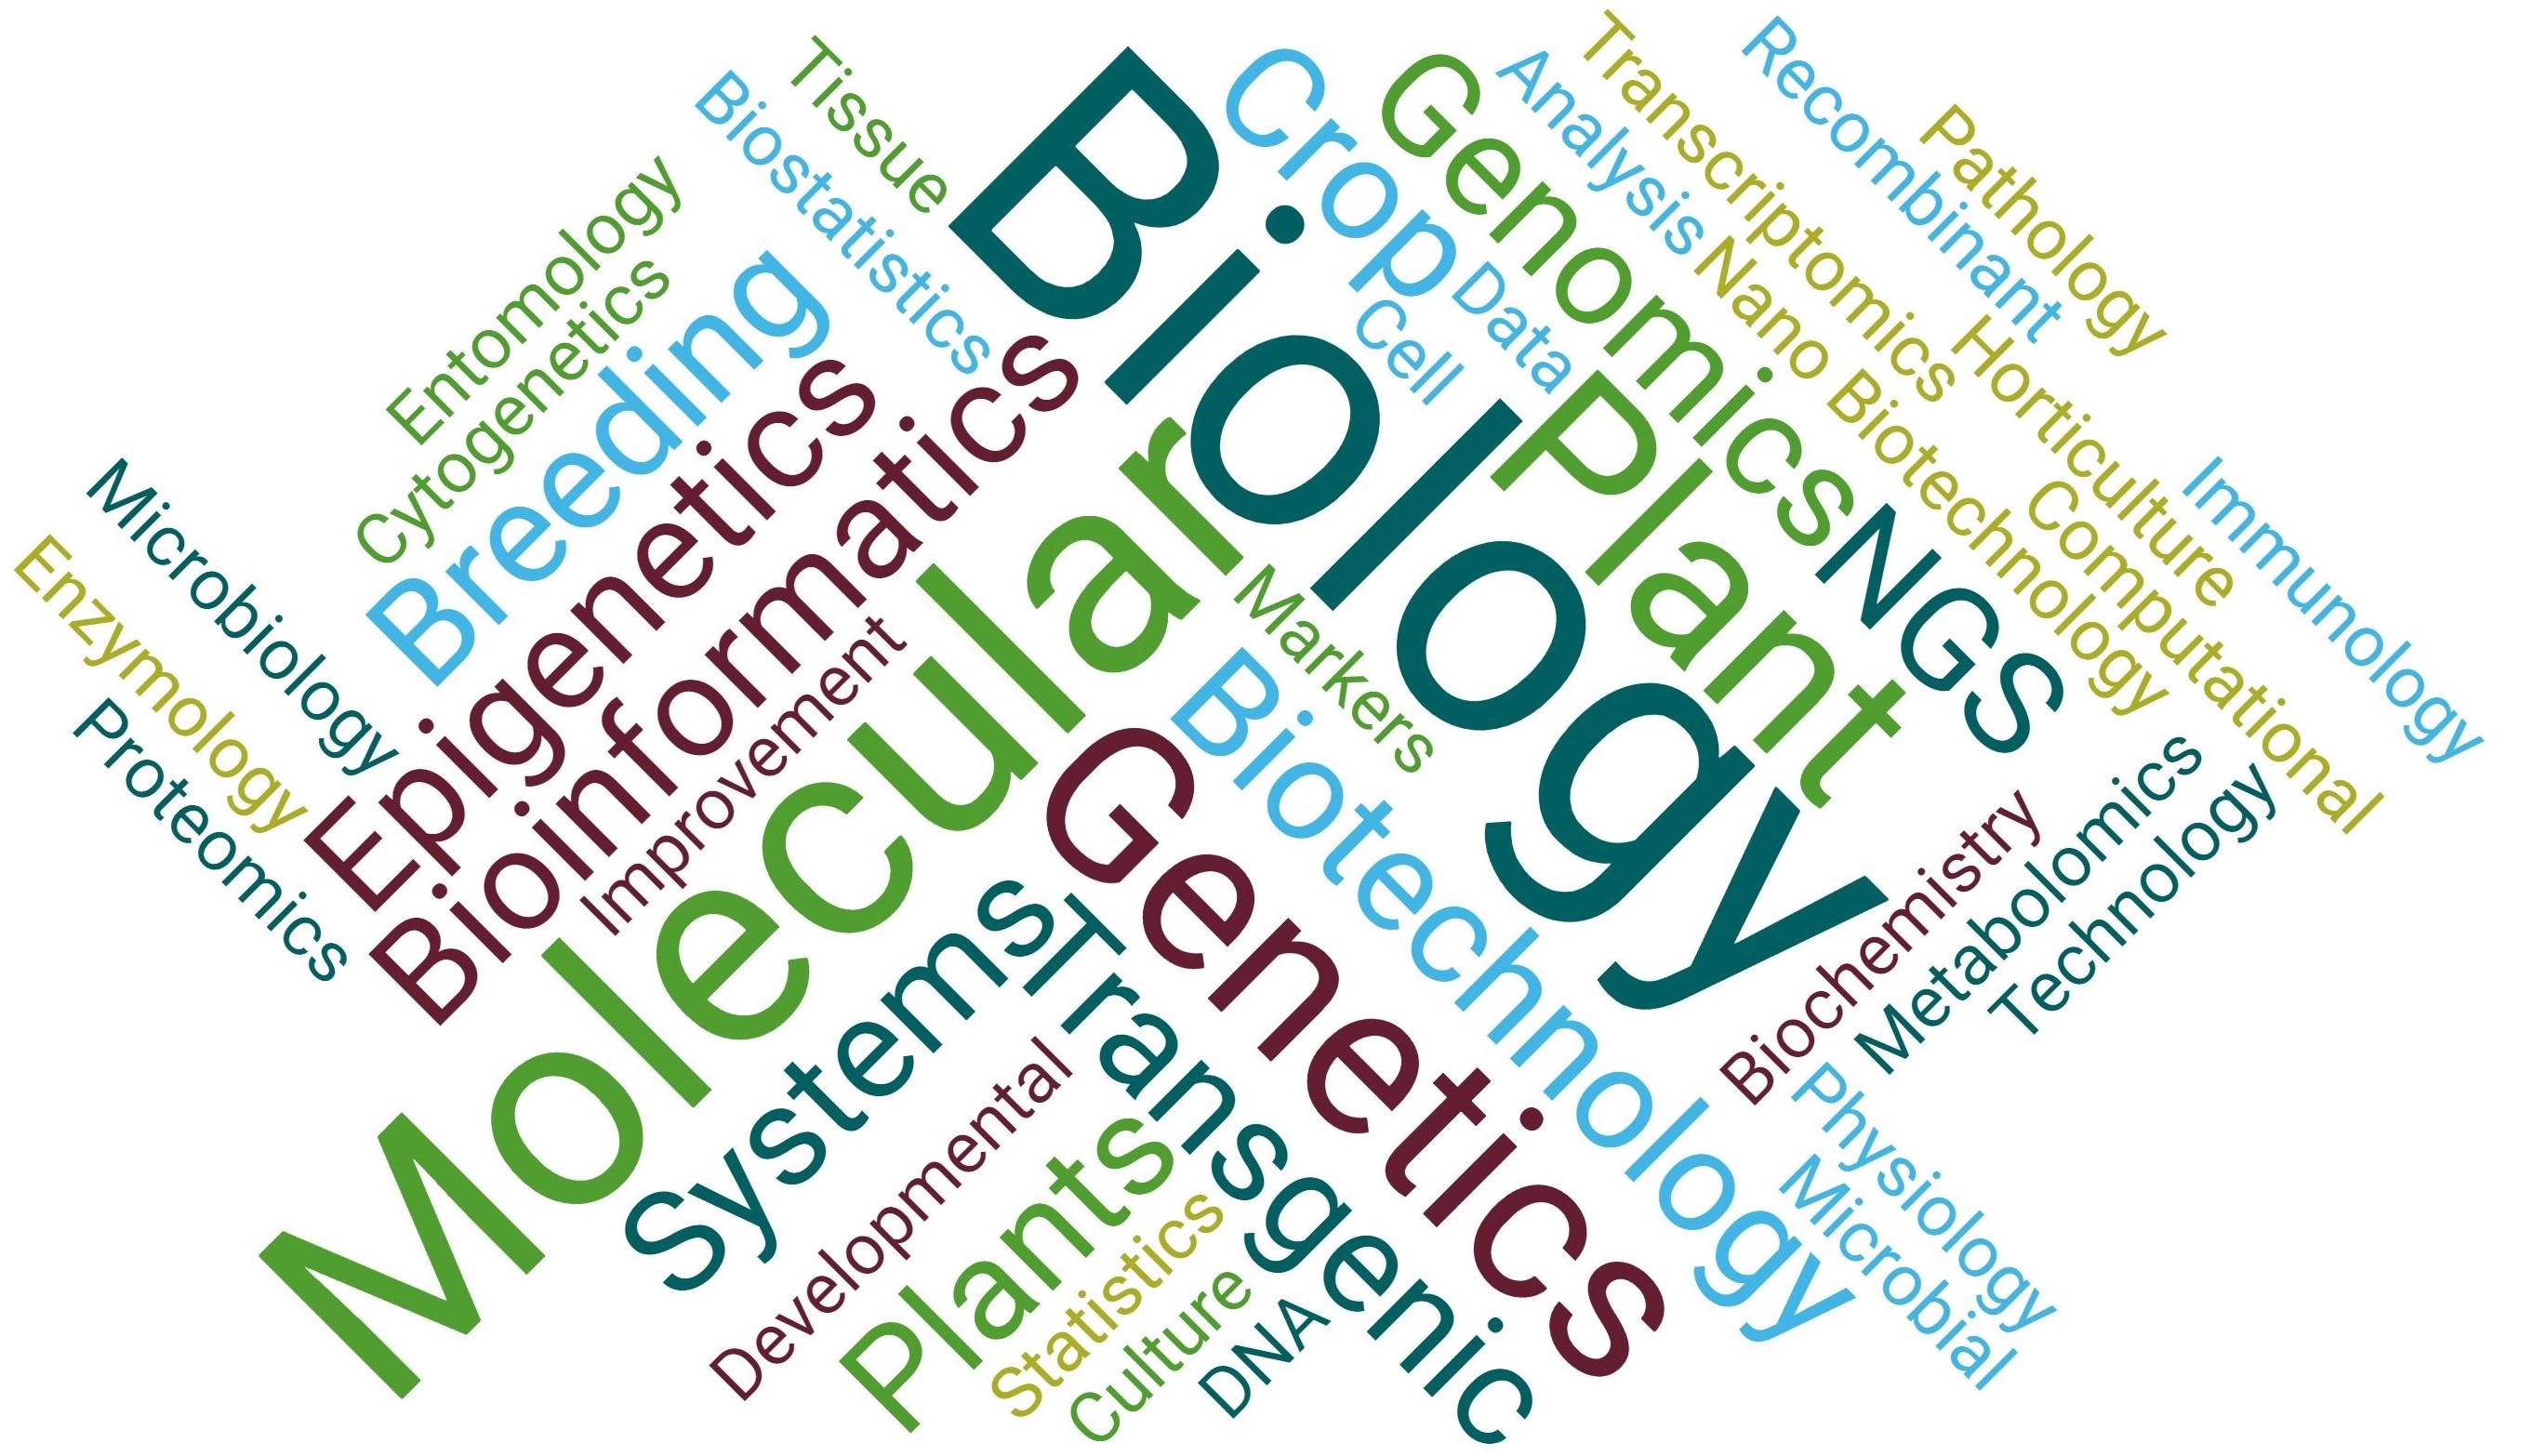 Tissue
Biostatistics
Entomology
Cytogenetics
Breeding
Epigenetics
Bioinformatics
Improvement
Microbiology
Enzymology
Proteomics
Molecular
Biology
Crop
Genomics
Analysis
Transcriptomics
Recombinant
Pathology
Data
Cell
Nano Biotechnology
Horticulture
Plant
NGS
Computational
Immunology
Markers
Biotechnology
Genetics
Systems
Transgenic
Developmental
Plants
Statistics
Culture
DNA
Biochemistry
Metabolomics
Technology
Physiology
Microbial